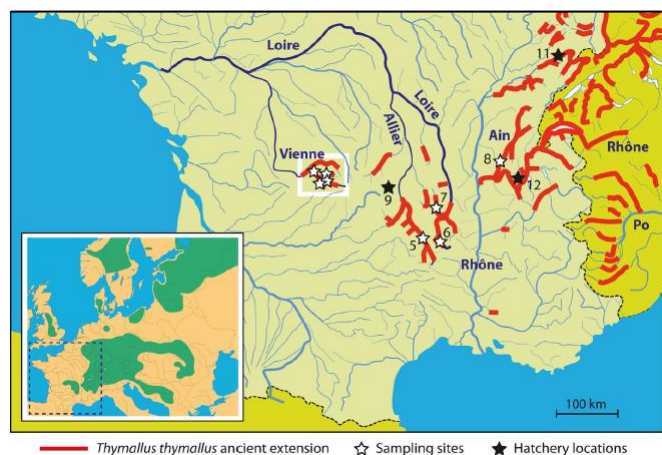 11
Loire
Loire
Allier
Ain
8
Rhône
Vienne
9
12
7
5
6
Po
Rhône
100 km
Thymallus thymallus ancient extension
Sampling sites
Hatchery locations